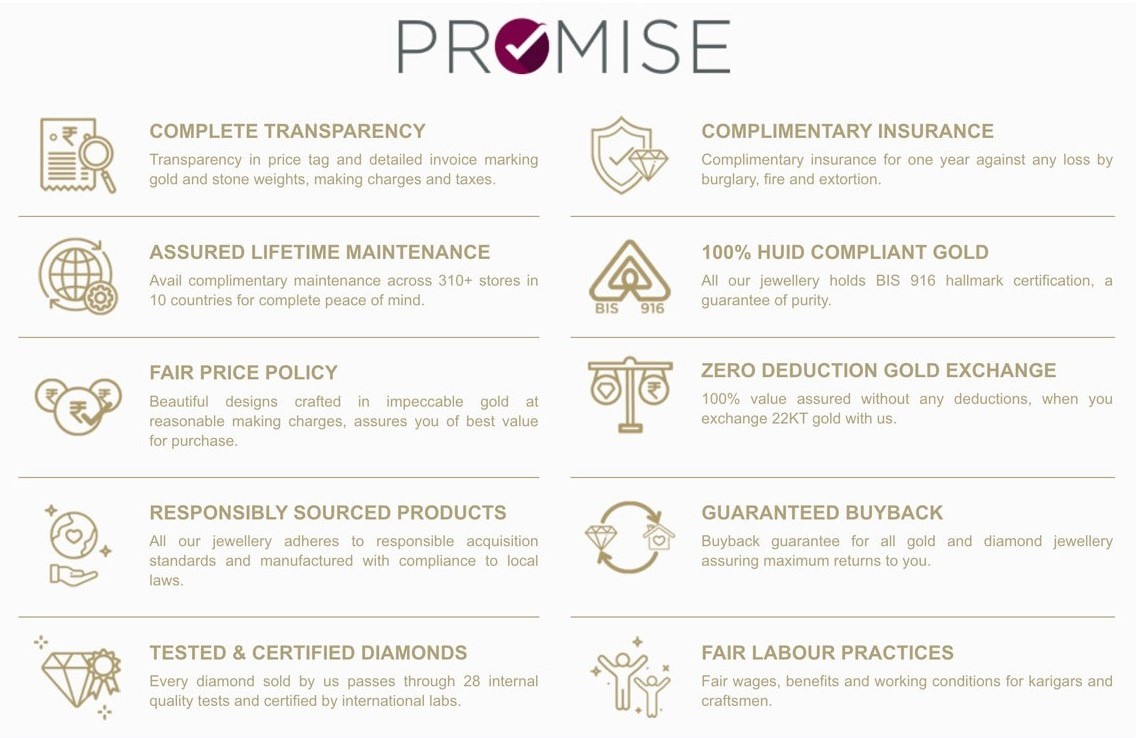 PROMISE
COMPLETE TRANSPARENCY
Transparency in price tag and detailed invoice marking
gold and stone weights, making charges and taxes.
COMPLIMENTARY INSURANCE
Complimentary insurance for one year against any loss by
burglary, fire and extortion.
ASSURED LIFETIME MAINTENANCE
Avail complimentary maintenance across 310+ stores in
10 countries for complete peace of mind.
BIS 916
100% HUID COMPLIANT GOLD
All our jewellery holds BIS 916 hallmark certification, a
guarantee of purity.
FAIR PRICE POLICY
Beautiful designs crafted in impeccable gold at
reasonable making charges, assures you of best value
for purchase.
ZERO DEDUCTION GOLD EXCHANGE
100% value assured without any deductions, when you
exchange 22KT gold with us.
RESPONSIBLY SOURCED PRODUCTS
All our jewellery adheres to responsible acquisition
standards and manufactured with compliance to local
laws.
GUARANTEED BUYBACK
Buyback guarantee for all gold and diamond jewellery
assuring maximum returns to you.
TESTED & CERTIFIED DIAMONDS
Every diamond sold by us passes through 28 internal
quality tests and certified by international labs.
FAIR LABOUR PRACTICES
Fair wages, benefits and working conditions for karigars and
craftsmen.